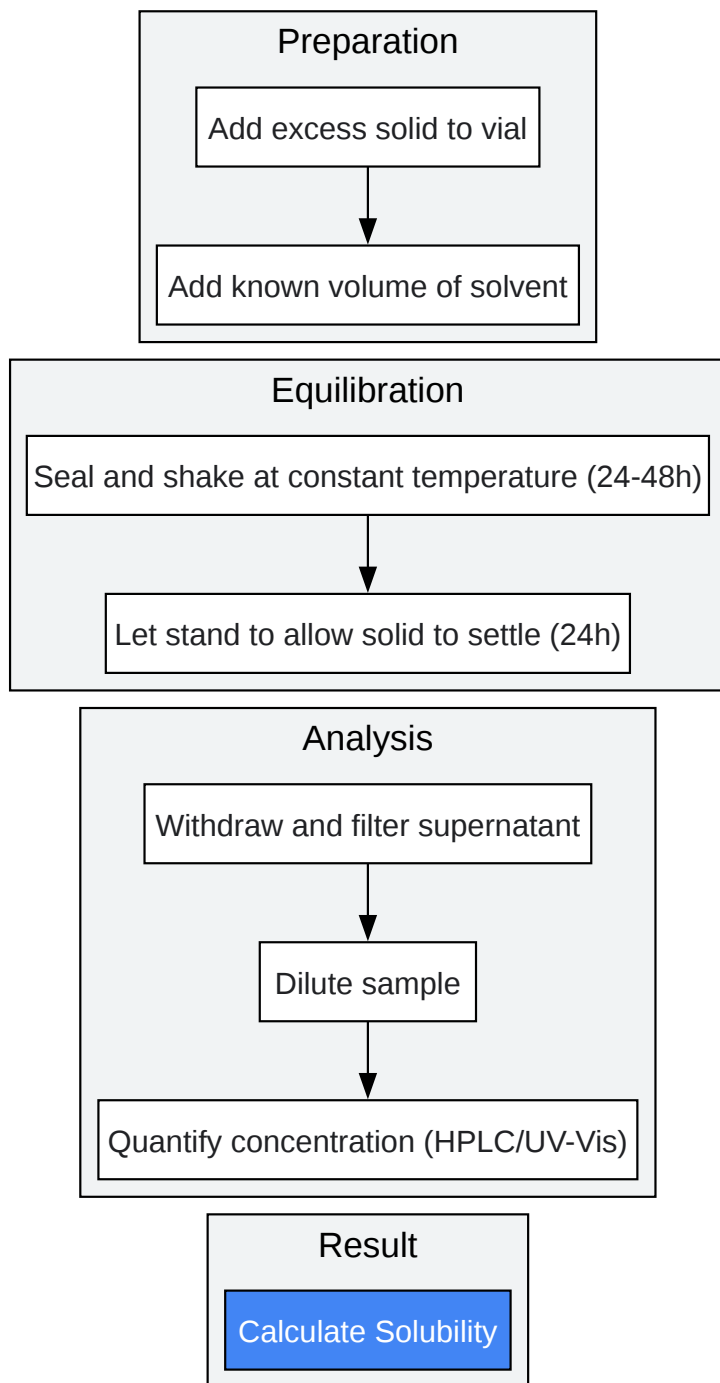 Preparation
Add excess solid to vial
Add known volume of solvent
Equilibration
Seal and shake at constant temperature (24-48h)
Let stand to allow solid to settle (24h)
Analysis
Withdraw and filter supernatant
Dilute sample
Quantify concentration (HPLC/UV-Vis)
Result
Calculate Solubility